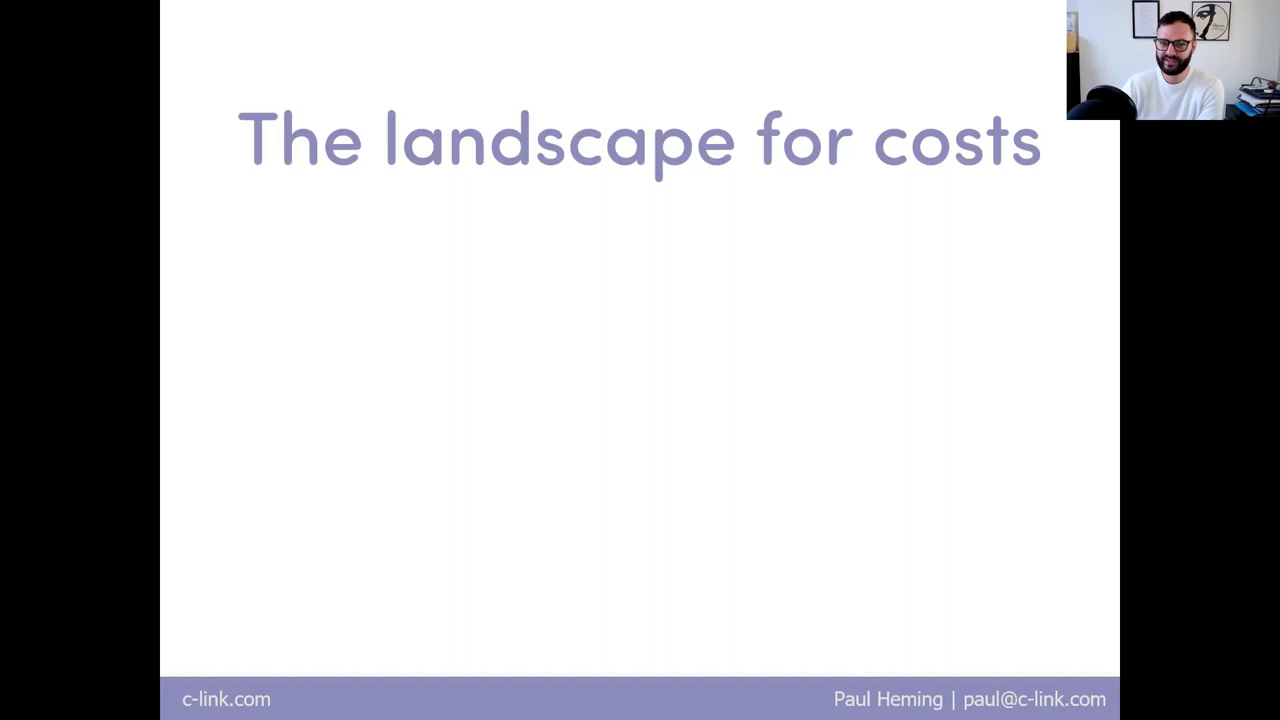 The landscape for costs
c-link.com
Paul Heming | paul@c-link.com